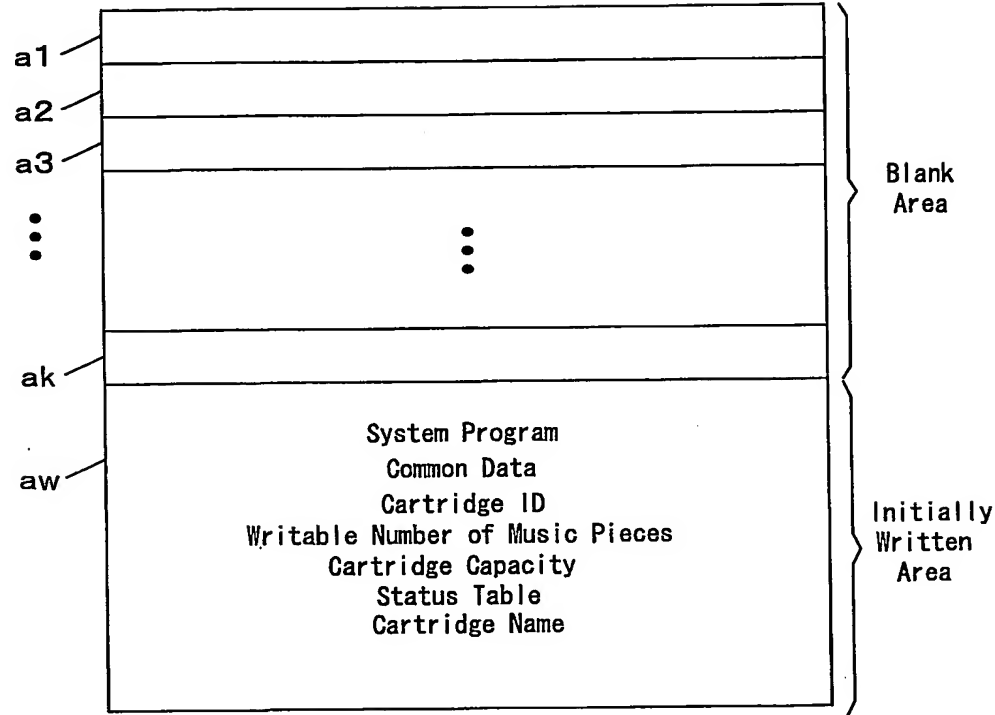 a1
a2
a3
ak
aw
Blank
Area
System Program
Common Data
Cartridge ID
Writable Number of Music Pieces
Cartridge Capacity
Status Table
Cartridge Name
Initially
Written
Area